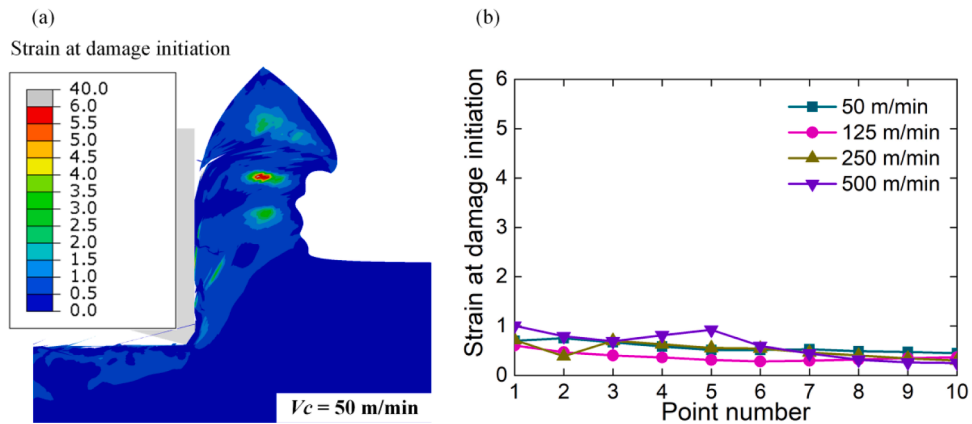 (a)
Strain at damage initiation
40.0
6.0
5.5
5.0
4.5
4.0
3.5
3.0
2.5
2.0
1.5
1.0
0.5
0.0
Vc = 50 m/min
(b)
Strain at damage initiation
6
5
4
3
2
1
0
50 m/min
125 m/min
250 m/min
500 m/min
1 2 3 4 5 6 7 8 9 10
Point number